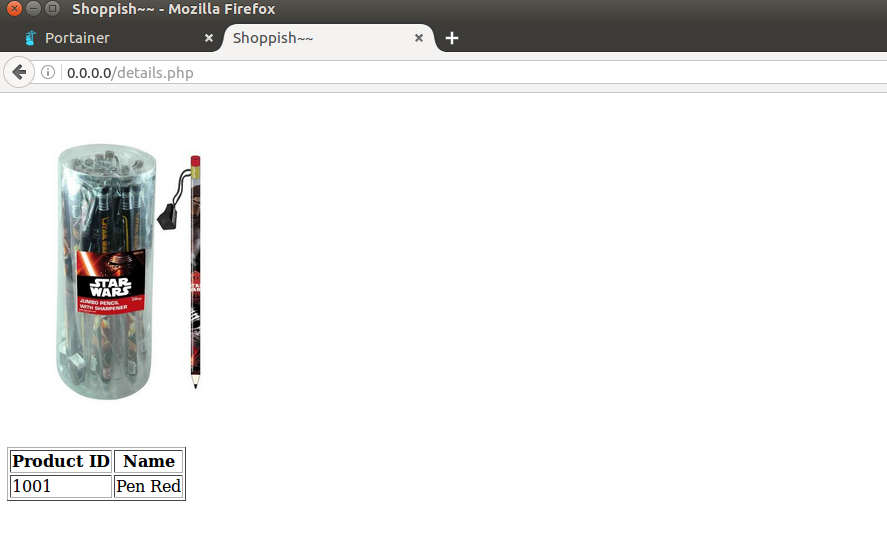 Shoppish~~ - Mozilla Firefox
Portainer
Shoppish~~
0.0.0.0/details.php
STAR
WARS
JUMBO PENCIL
WITH SHARPENER
Disney
Product ID Name
1001 Pen Red